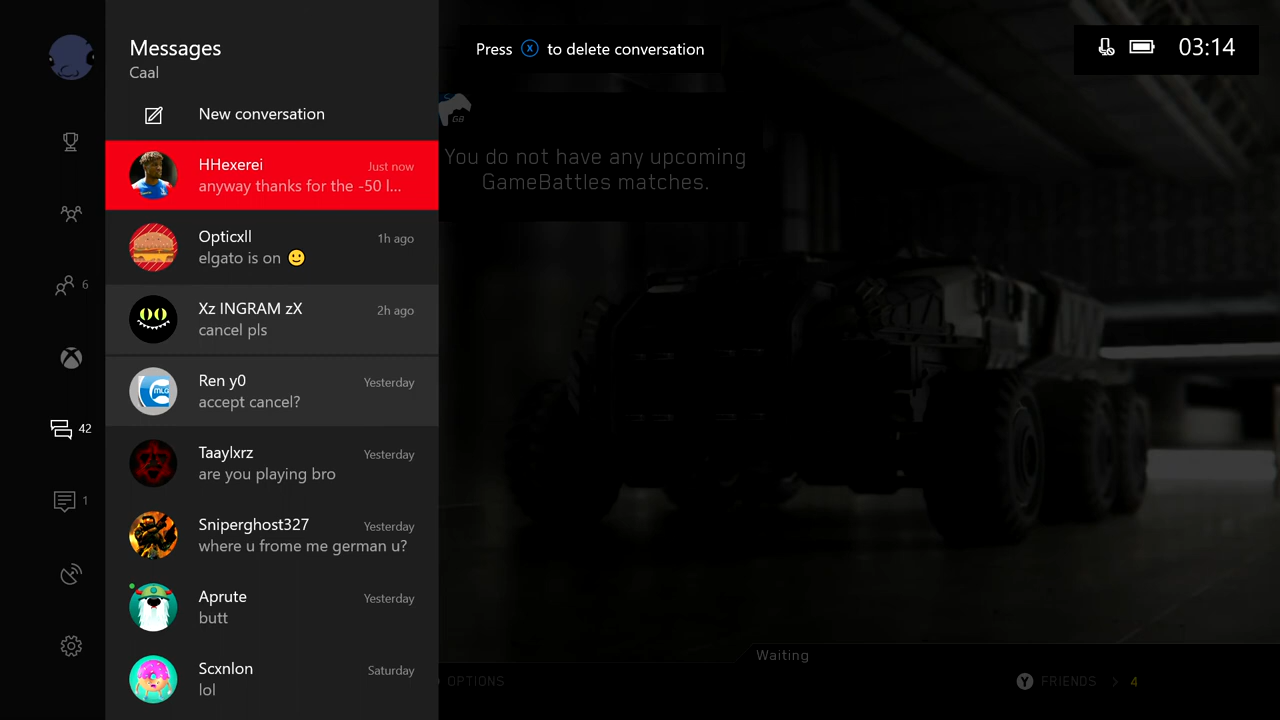 Messages
Caal
New conversation
HHexerei
Just now
anyway thanks for the -50 l...
Opticxll
1h ago
elgato is on 🙂
Xz INGRAM zX
2h ago
cancel pls
Ren y0
Yesterday
accept cancel?
Taaylxrz
Yesterday
are you playing bro
Sniperghost327
Yesterday
where u frome me german u?
Aprute
Yesterday
butt
Scxnlon
Saturday
lol
6
42
1
Press X to delete conversation
03:14
GB
You do not have any upcoming
GameBattles matches.
Waiting
OPTIONS
Y FRIENDS > 4